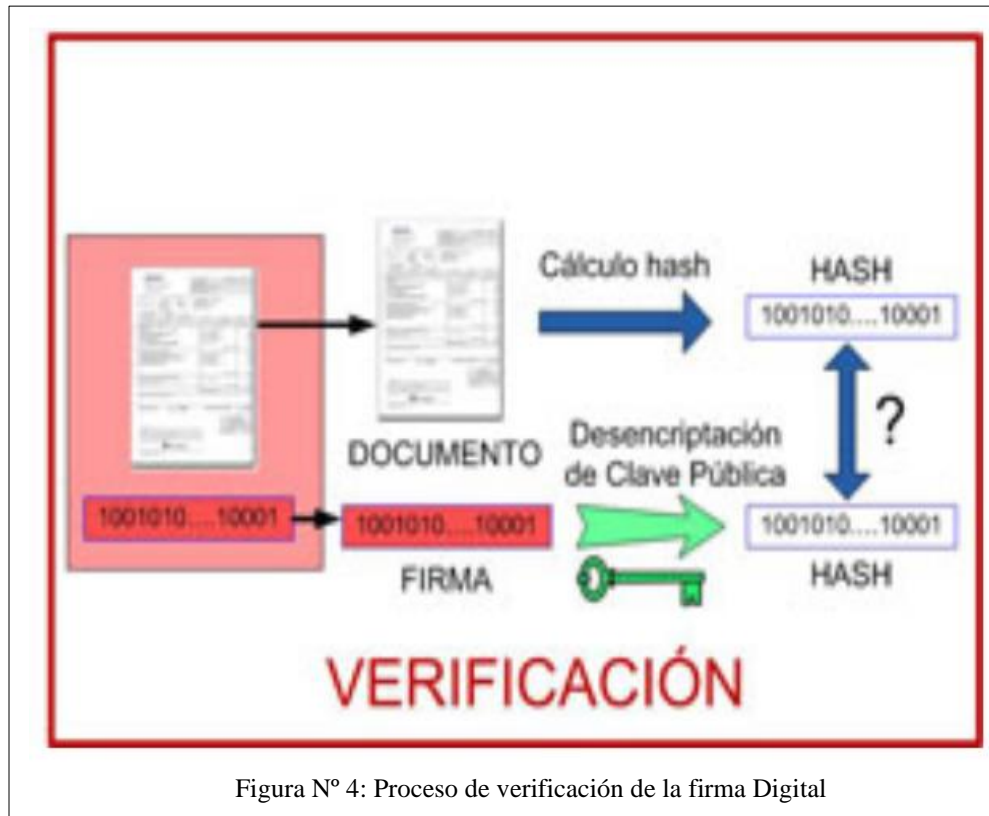 Cálculo hash
HASH
1001010....10001
?
DOCUMENTO
Desencriptación
de Clave Pública
1001010....10001
1001010....10001
1001010....10001
FIRMA
HASH
VERIFICACIÓN
Figura Nº 4: Proceso de verificación de la firma Digital